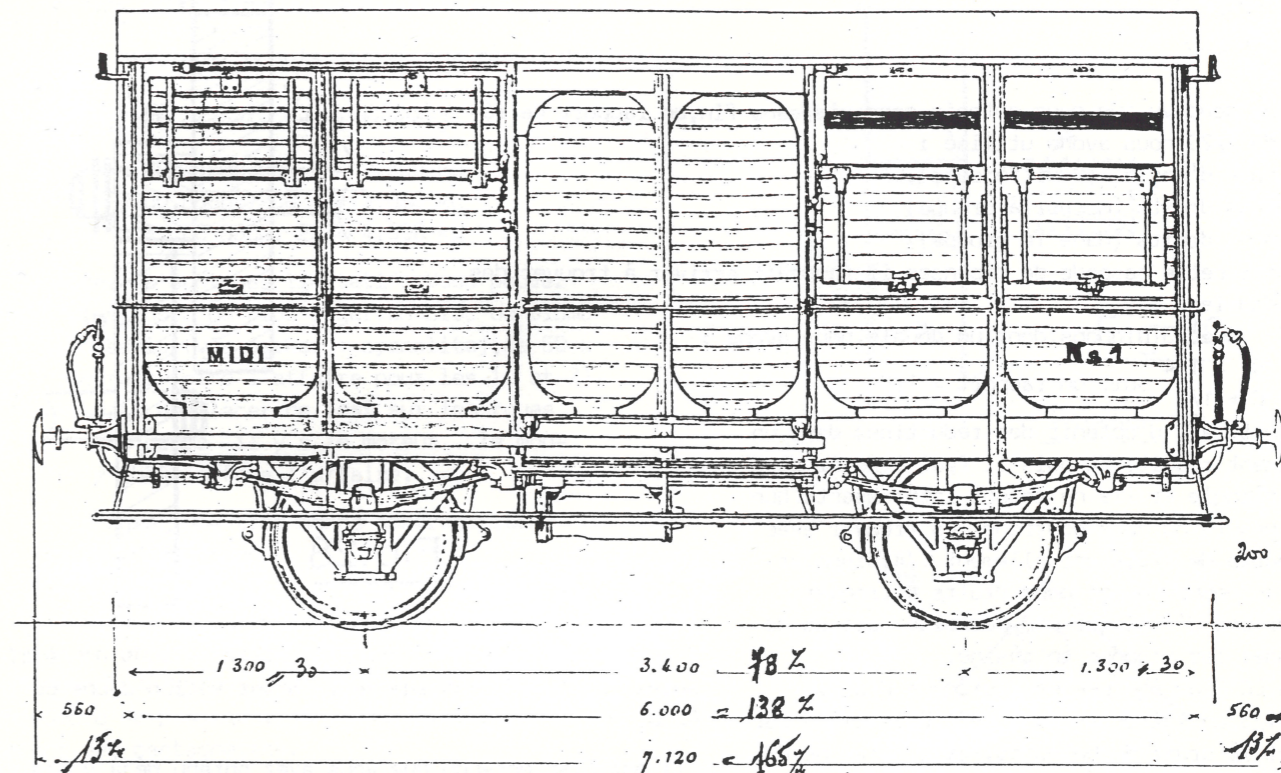 MIDI Ns 1
200
1 300 = 30 3.400 78 % 1.300 = 30
560 6.000 = 138 % 560 =
13 % 7.120 = 165 % 13 %